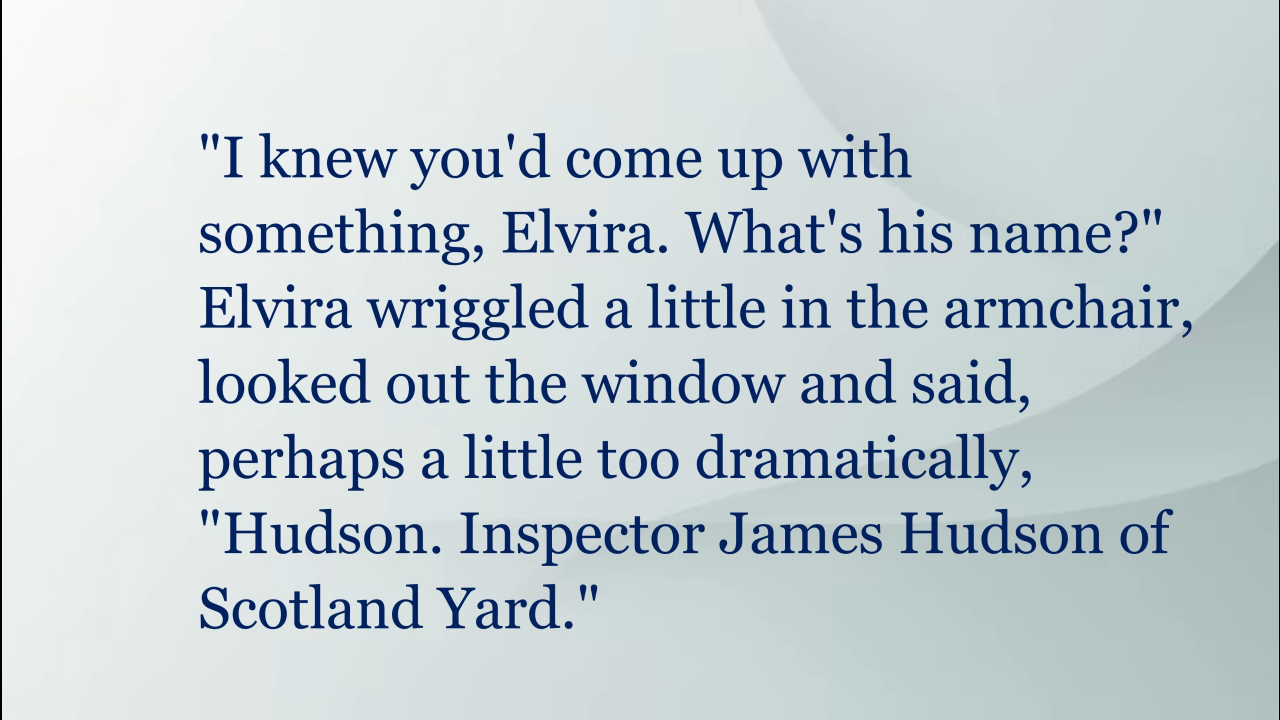 "I knew you'd come up with
something, Elvira. What's his name?"
Elvira wriggled a little in the armchair,
looked out the window and said,
perhaps a little too dramatically,
"Hudson. Inspector James Hudson of
Scotland Yard."